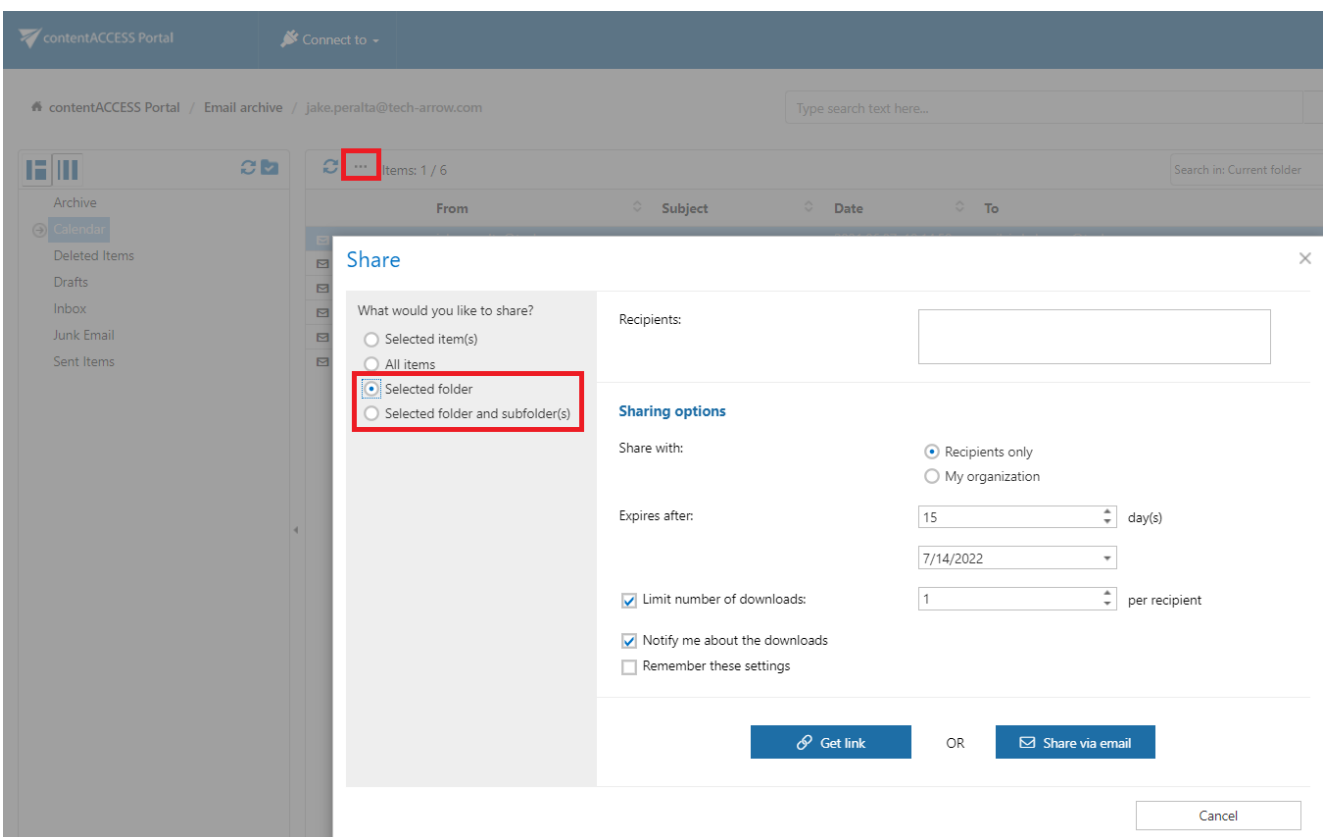 contentACCESS Portal
Connect to
contentACCESS Portal / Email archive / jake.peralta@tech-arrow.com
Type search text here...
... Items: 1 / 6
Search in: Current folder
Archive
From Subject Date To
Calendar
Deleted Items
Drafts
Inbox
Junk Email
Sent Items
Share
What would you like to share?
Selected item(s)
All items
Selected folder
Selected folder and subfolder(s)
Recipients:
Sharing options
Share with:
Recipients only
My organization
Expires after:
15 day(s)
7/14/2022
Limit number of downloads:
1 per recipient
Notify me about the downloads
Remember these settings
Get link OR Share via email
Cancel